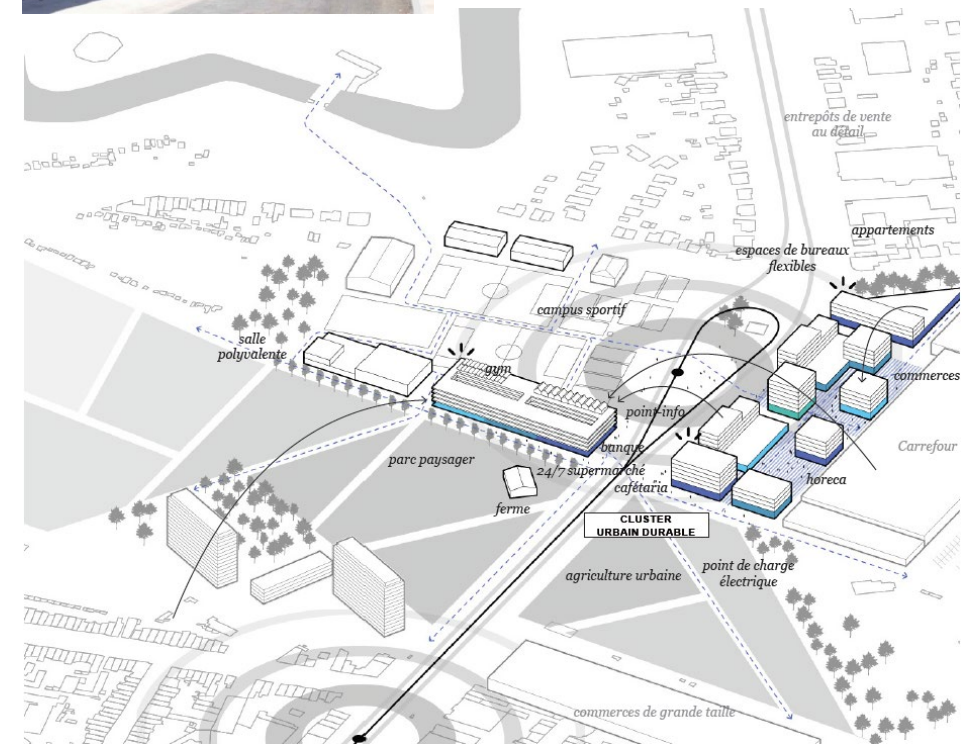 entrepôts de vente
au détail
appartements
espaces de bureaux
flexibles
campus sportif
salle
polyvalente
gym
commerces
point-info
Carrefour
banque
parc paysager
24/7 supermarché
horeca
cafétaria
ferme
CLUSTER
URBAIN DURABLE
point de charge
électrique
agriculture urbaine
commerces de grande taille